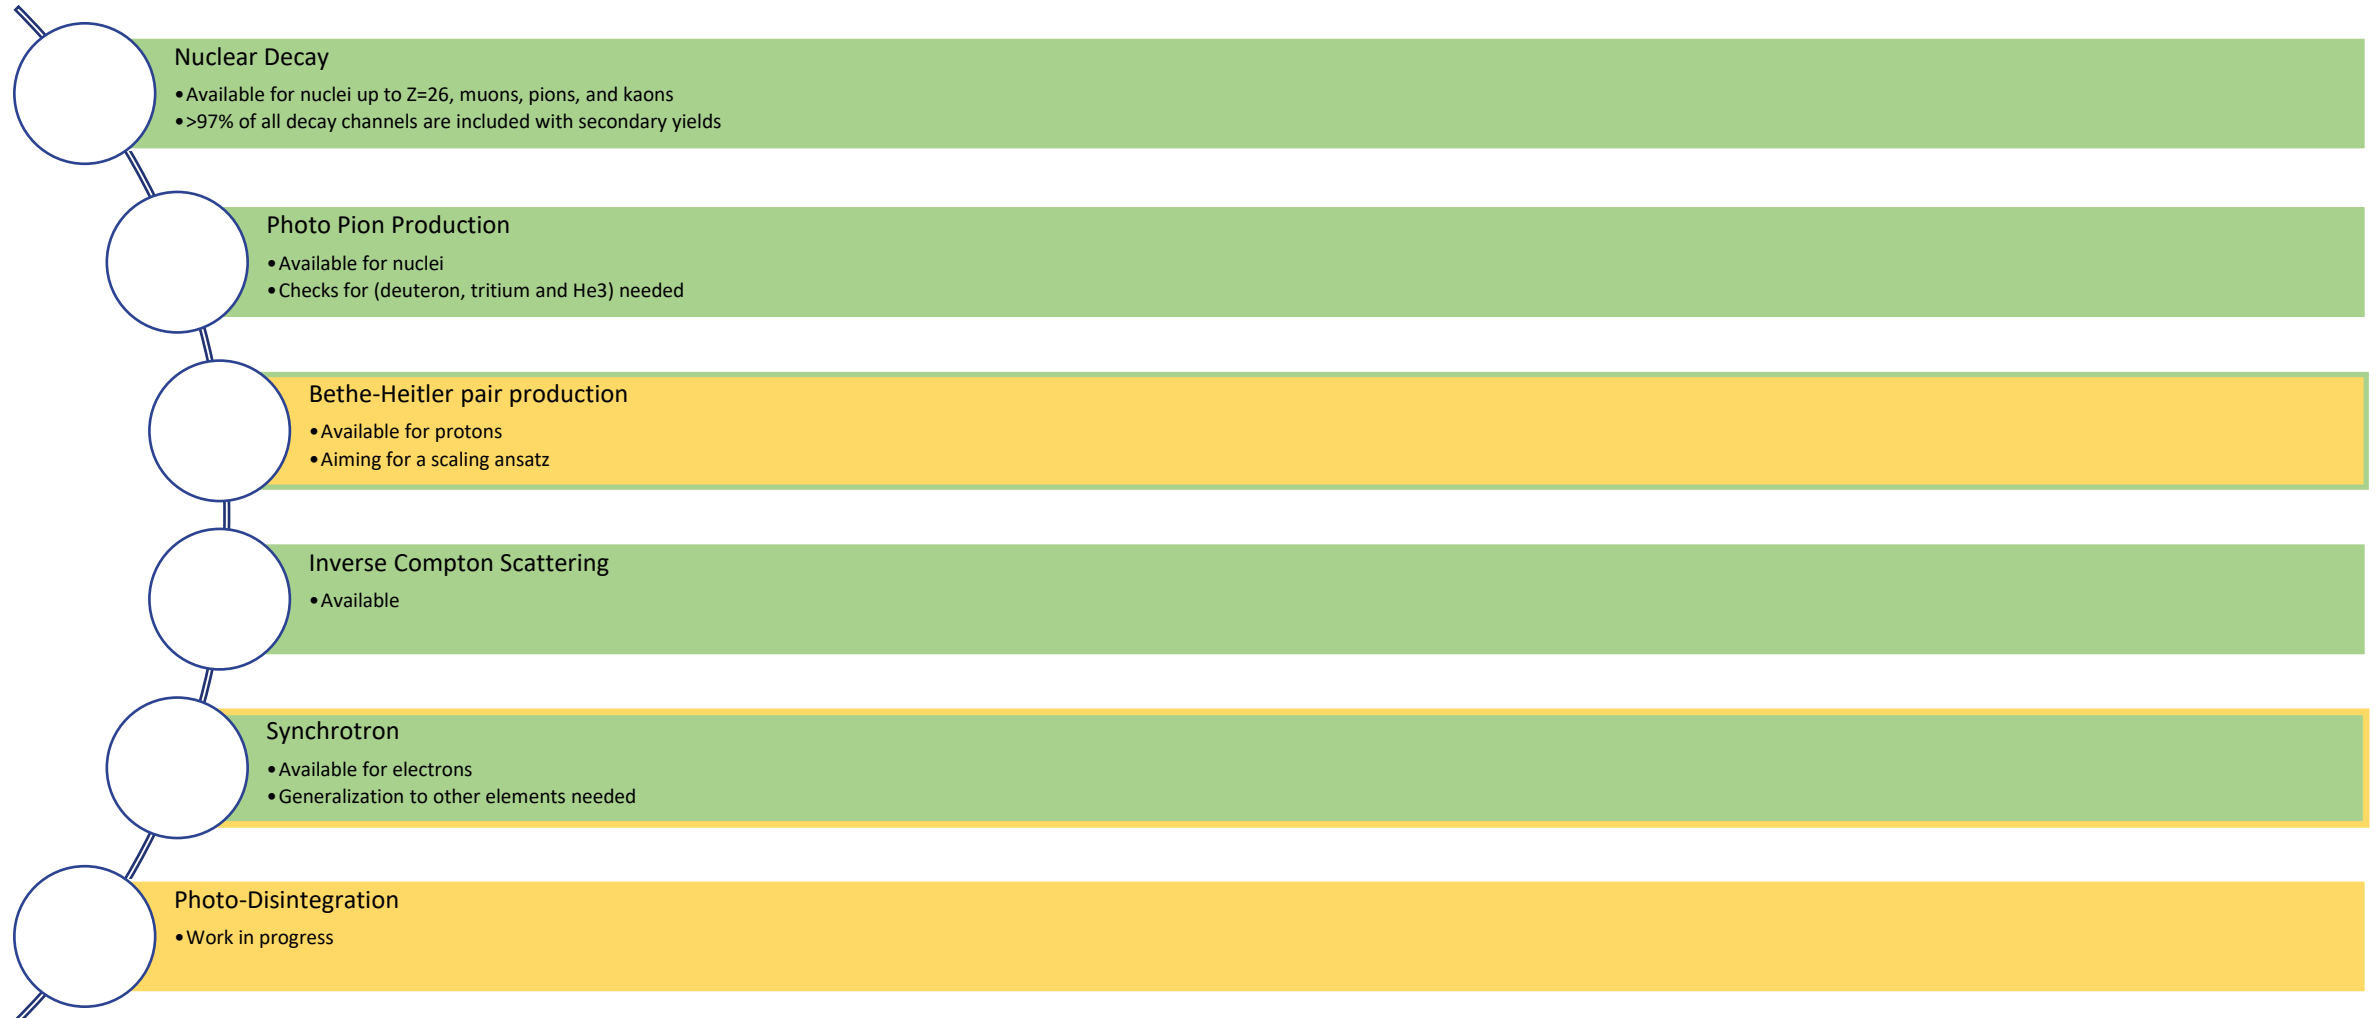 Nuclear Decay
•Available for nuclei up to Z=26, muons, pions, and kaons
•>97% of all decay channels are included with secondary yields
Photo Pion Production
•Available for nuclei
•Checks for (deuteron, tritium and He3) needed
Bethe-Heitler pair production
•Available for protons
•Aiming for a scaling ansatz
Inverse Compton Scattering
•Available
Synchrotron
•Available for electrons
•Generalization to other elements needed
Photo-Disintegration
•Work in progress